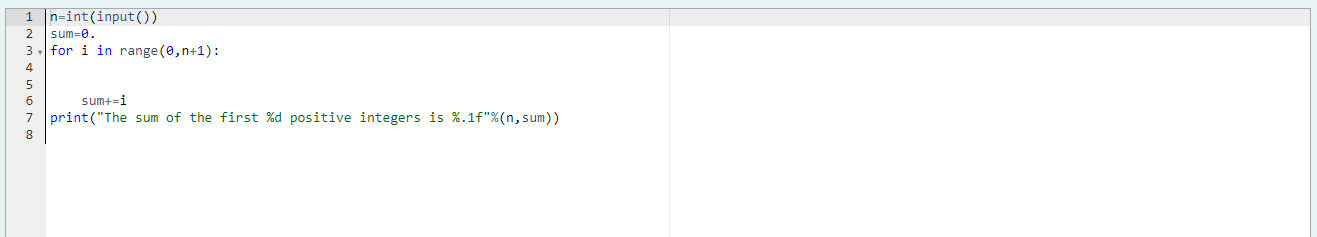 1 n=int(input())
2 sum=0.
3 for i in range(0,n+1):
4
5
6     sum+=i
7 print("The sum of the first %d positive integers is %.1f"%(n,sum))
8